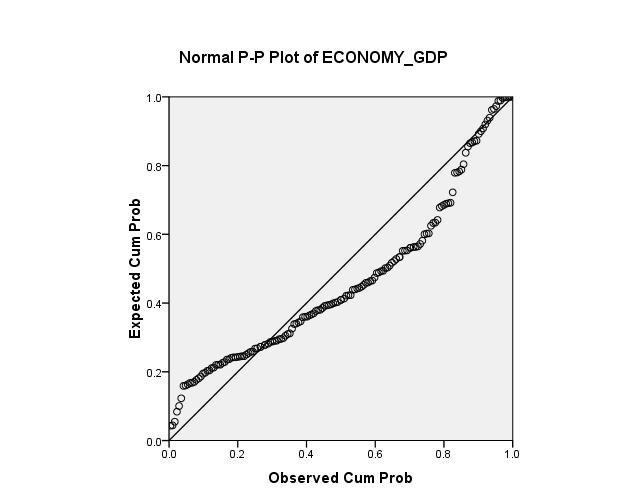 Normal P-P Plot of ECONOMY_GDP
1.0
0.8
0.6
0.4
0.2
0.0
Expected Cum Prob
0.0 0.2 0.4 0.6 0.8 1.0
Observed Cum Prob